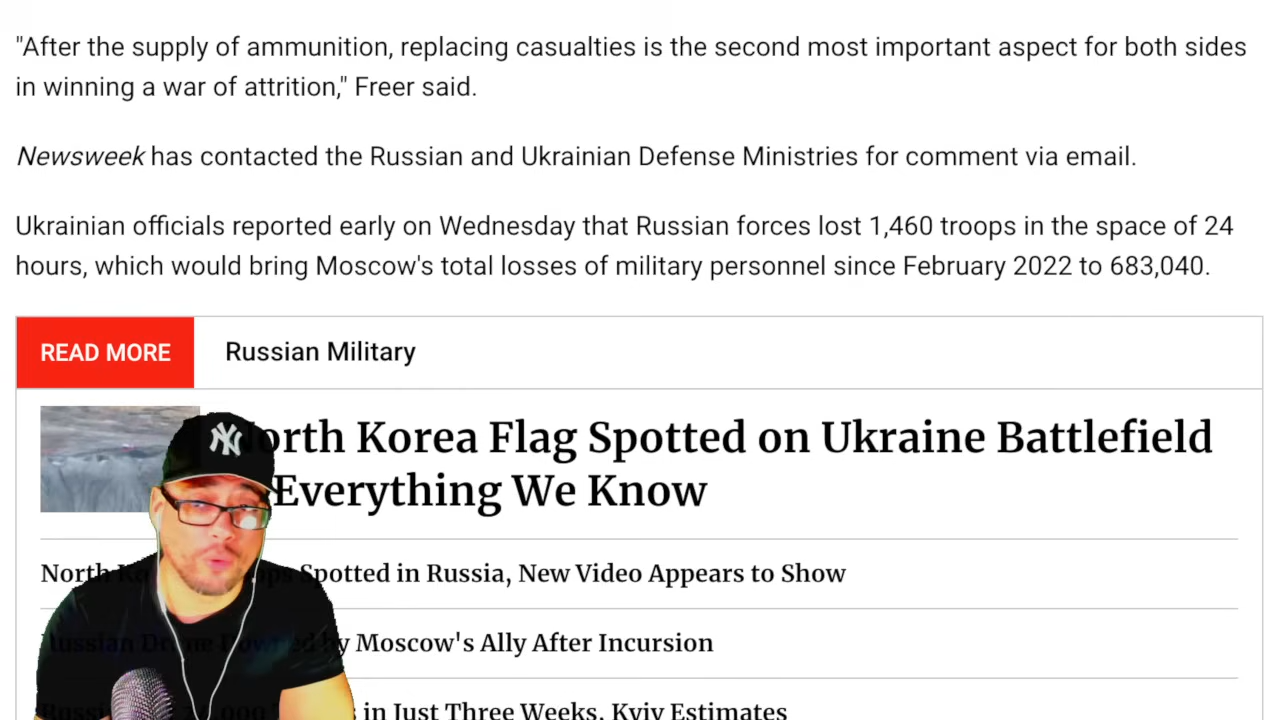 "After the supply of ammunition, replacing casualties is the second most important aspect for both sides
in winning a war of attrition," Freer said.
Newsweek has contacted the Russian and Ukrainian Defense Ministries for comment via email.
Ukrainian officials reported early on Wednesday that Russian forces lost 1,460 troops in the space of 24
hours, which would bring Moscow's total losses of military personnel since February 2022 to 683,040.
READ MORE Russian Military
North Korea Flag Spotted on Ukraine Battlefield
Everything We Know
NY
North Spotted in Russia, New Video Appears to Show
Russian by Moscow's Ally After Incursion
in Just Three Weeks, Kyiv Estimates